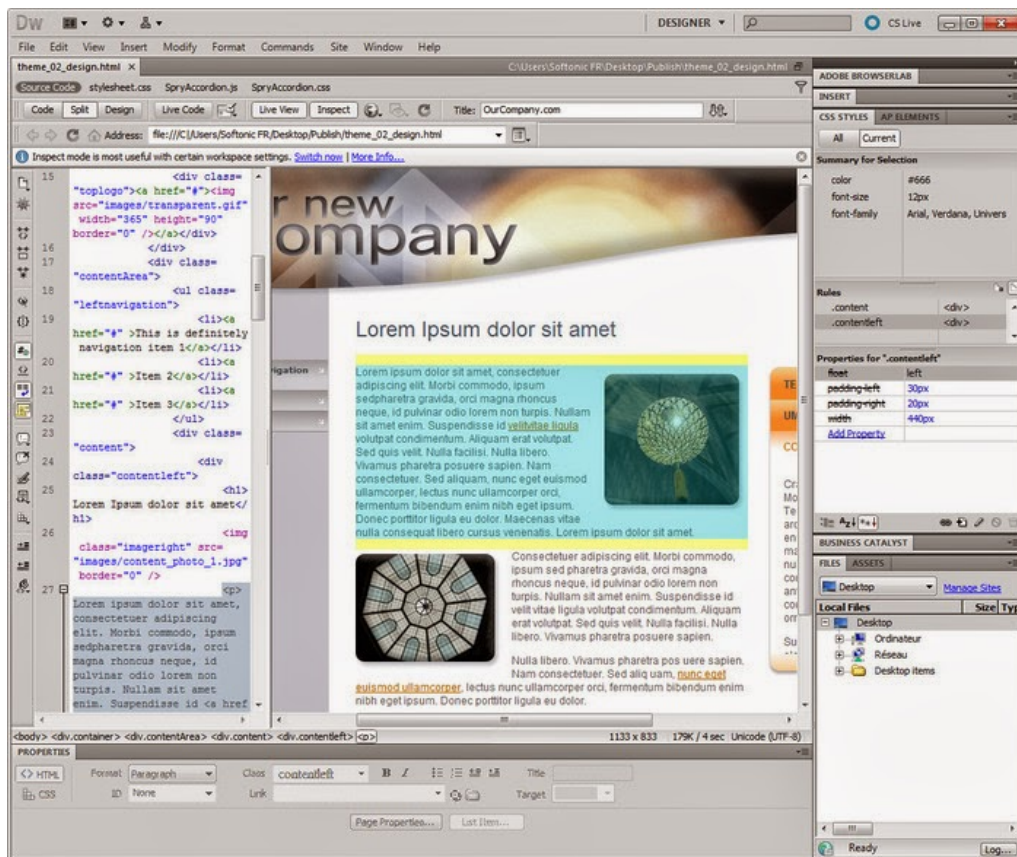 Dw DESIGNER CS Live
File Edit View Insert Modify Format Commands Site Window Help
theme_02_design.html × C:\Users\Softonic FR\Desktop\Publish\theme_02_design.html
Source Code stylesheet.css SpryAccordion.js SpryAccordion.css
Code Split Design Live Code Live View Inspect Title: OurCompany.com
Address: file:///C|/Users/Softonic FR/Desktop/Publish/theme_02_design.html
Inspect mode is most useful with certain workspace settings. Switch now | More Info...
15 <div class=
"toplogo"><a href="#"><img
src="images/transparent.gif"
width="365" height="90"
border="0" /></a></div>
16 </div>
17 <div class=
"contentArea">
18 <ul class=
"leftnavigation">
19 <li><a
href="#" >This is definitely
navigation item 1</a></li>
20 <li><a
href="#" >Item 2</a></li>
21 <li><a
href="#" >Item 3</a></li>
22 </ul>
23 <div class=
"content">
24 <div
class="contentleft">
25 <h1>
Lorem Ipsum dolor sit amet</
h1>
26 <img
class="imageright" src=
"images/content_photo_1.jpg"
border="0" />
27 <p>
Lorem ipsum dolor sit amet,
consectetuer adipiscing
elit. Morbi commodo, ipsum
sedpharetra gravida, orci
magna rhoncus neque, id
pulvinar odio lorem non
turpis. Nullam sit amet
enim. Suspendisse id <a href
r new
ompany
Lorem Ipsum dolor sit amet
vigation
Lorem ipsum dolor sit amet, consectetuer
adipiscing elit. Morbi commodo, ipsum
sedpharetra gravida, orci magna rhoncus
neque, id pulvinar odio lorem non turpis. Nullam
sit amet enim. Suspendisse id velitvitae ligula
volutpat condimentum. Aliquam erat volutpat.
Sed quis velit. Nulla facilisi. Nulla libero.
Vivamus pharetra posuere sapien. Nam
consectetuer. Sed aliquam, nunc eget euismod
ullamcorper, lectus nunc ullamcorper orci,
fermentum bibendum enim nibh eget ipsum.
Donec porttitor ligula eu dolor. Maecenas vitae
nulla consequat libero cursus venenatis. Lorem ipsum dolor sit amet.
Consectetuer adipiscing elit. Morbi commodo,
ipsum sed pharetra gravida, orci magna
rhoncus neque, id pulvinar odio lorem non
turpis. Nullam sit amet enim. Suspendisse id
velit vitae ligula volutpat condimentum. Aliquam
erat volutpat. Sed quis velit. Nulla facilisi. Nulla
libero. Vivamus pharetra posuere sapien.
Nulla libero. Vivamus pharetra pos uere sapien.
Nam consectetuer. Sed aliq uam, nunc eget
euismod ullamcorper, lectus nunc ullamcorper orci, fermentum bibendum enim
nibh eget ipsum. Donec porttitor ligula eu dolor.
TE
UM
CO
Cr
Mo
Te
arc
en
ma
nu
co
an
co
orn
Su
<body> <div.container> <div.contentArea> <div.content> <div.contentleft> <p> 1133 x 833 179K / 4 sec Unicode (UTF-8)
PROPERTIES
<> HTML Format Paragraph Class contentleft B I Title
CSS ID None Link Target
Page Properties... List Item...
ADOBE BROWSERLAB
INSERT
CSS STYLES AP ELEMENTS
All Current
Summary for Selection
color #666
font-size 12px
font-family Arial, Verdana, Univers
Rules
.content <div>
.contentleft <div>
Properties for ".contentleft"
float left
padding-left 30px
padding-right 20px
width 440px
Add Property
BUSINESS CATALYST
FILES ASSETS
Desktop Manage Sites
Local Files Size Typ
Desktop
Ordinateur
Réseau
Desktop items
Ready Log...